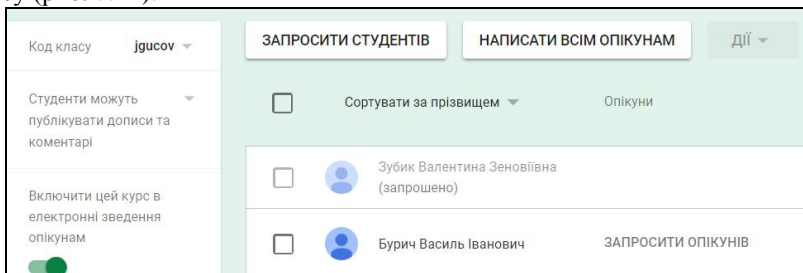 Код класу jgucov
Студенти можуть
публікувати дописи та
коментарі
Включити цей курс в
електронні зведення
опікунам
ЗАПРОСИТИ СТУДЕНТІВ НАПИСАТИ ВСІМ ОПІКУНАМ ДІЇ
Сортувати за прізвищем Опікуни
Зубик Валентина Зеновіївна
(запрошено)
Бурич Василь Іванович ЗАПРОСИТИ ОПІКУНІВ